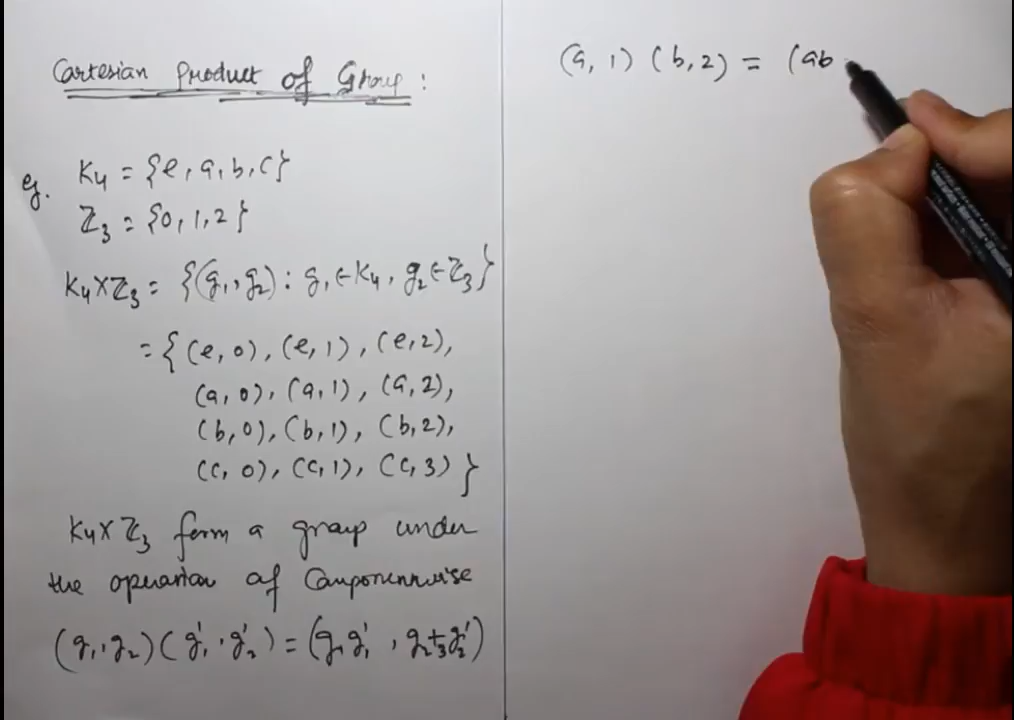 Cartesian Product of Group :
eg. K₄ = {e, a, b, c}
Z₃ = {0, 1, 2}
K₄×Z₃ = {(g₁, g₂) : g₁ ∈ K₄, g₂ ∈ Z₃}
= { (e, 0), (e, 1), (e, 2),
(a, 0), (a, 1), (a, 2),
(b, 0), (b, 1), (b, 2),
(c, 0), (c, 1), (c, 3) }
K₄×Z₃ form a group under
the operation of Componentwise
(g₁, g₂)(g₁', g₂') = (g₁g₁', g₂+₃g₂')
(a, 1) (b, 2) = (ab